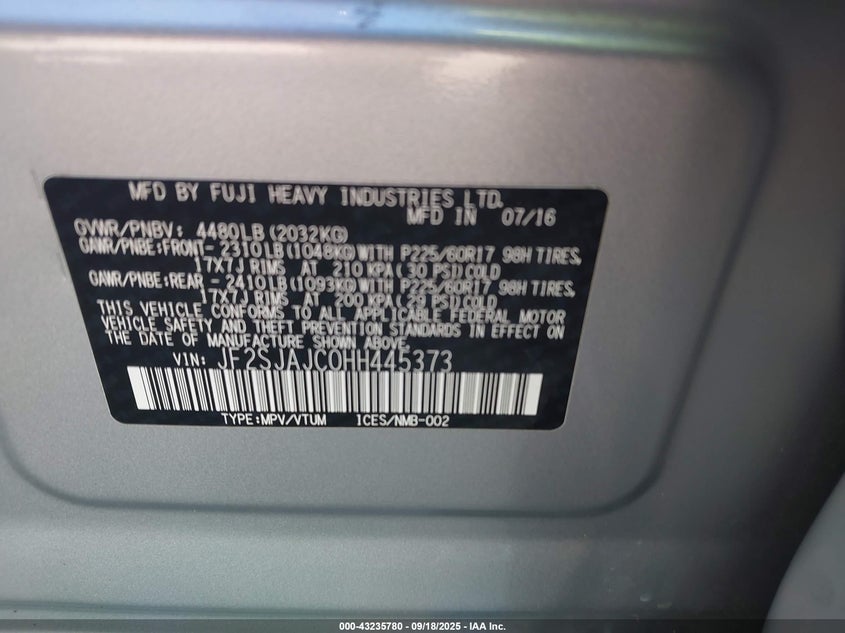 MFD BY FUJI HEAVY INDUSTRIES LTD.
MFD IN 07/16
GVWR/PNBV: 4480LB(2032KG)
GAWR/PNBE:FRONT- 2310LB(1048KG)WITH P225/60R17 98H TIRES,
17X7J RIMS AT 210 KPA(30 PSI)COLD
GAWR/PNBE:REAR - 2410LB(1093KG)WITH P225/60R17 98H TIRES,
17X7J RIMS AT 200 KPA(29 PSI)COLD
THIS VEHICLE CONFORMS TO ALL APPLICABLE FEDERAL MOTOR
VEHICLE SAFETY AND THEFT PREVENTION STANDARDS IN EFFECT ON
THE DATE OF MANUFACTURE SHOWN ABOVE.
VIN: JF2SJAJC0HH445373
TYPE:MPV/VTUM ICES/NMB-002
000-43235780 - 09/18/2025 - IAA Inc.